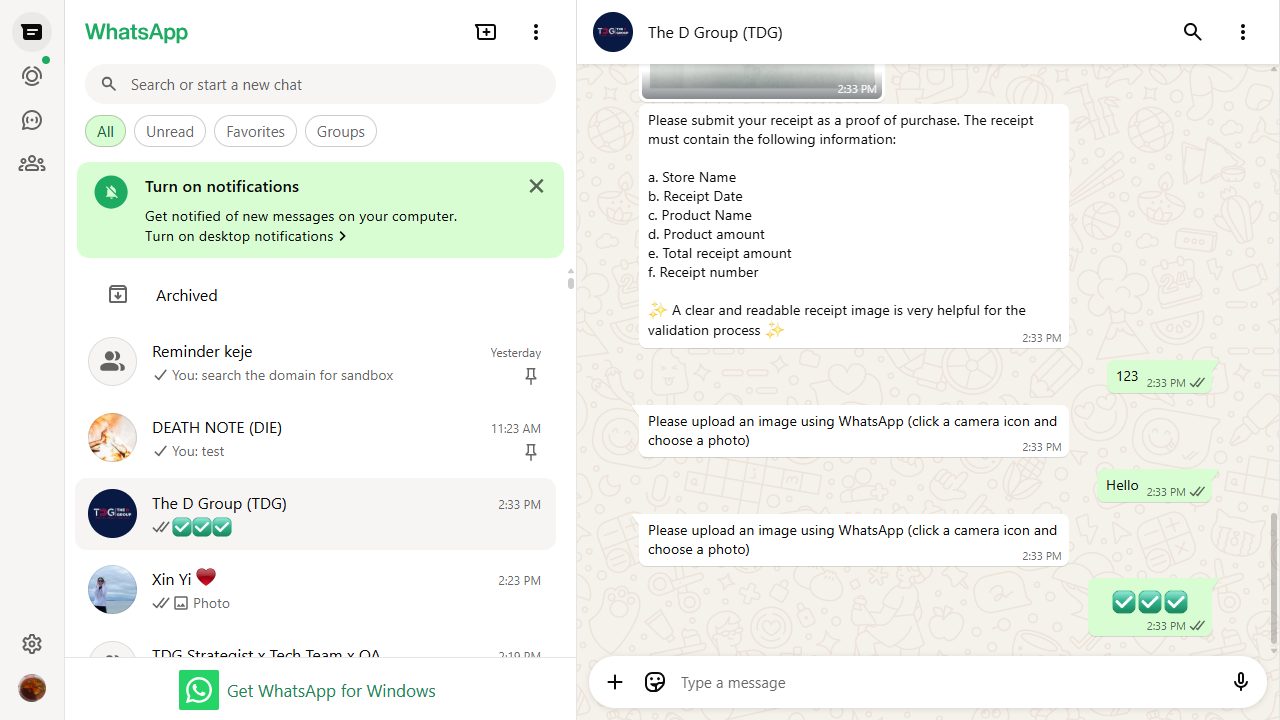 WhatsApp
Search or start a new chat
All
Unread
Favorites
Groups
Turn on notifications
Get notified of new messages on your computer.
Turn on desktop notifications
Archived
Reminder keje
Yesterday
You: search the domain for sandbox
DEATH NOTE (DIE)
11:23 AM
You: test
The D Group (TDG)
2:33 PM
✅✅✅
Xin Yi ♥️
2:23 PM
Photo
TDG Strategist x Tech Team x QA
2:19 PM
Get WhatsApp for Windows
The D Group (TDG)
2:33 PM
Please submit your receipt as a proof of purchase. The receipt
must contain the following information:
a. Store Name
b. Receipt Date
c. Product Name
d. Product amount
e. Total receipt amount
f. Receipt number
✨ A clear and readable receipt image is very helpful for the
validation process ✨
2:33 PM
123
2:33 PM
Please upload an image using WhatsApp (click a camera icon and
choose a photo)
2:33 PM
Hello
2:33 PM
Please upload an image using WhatsApp (click a camera icon and
choose a photo)
2:33 PM
✅✅✅
2:33 PM
Type a message